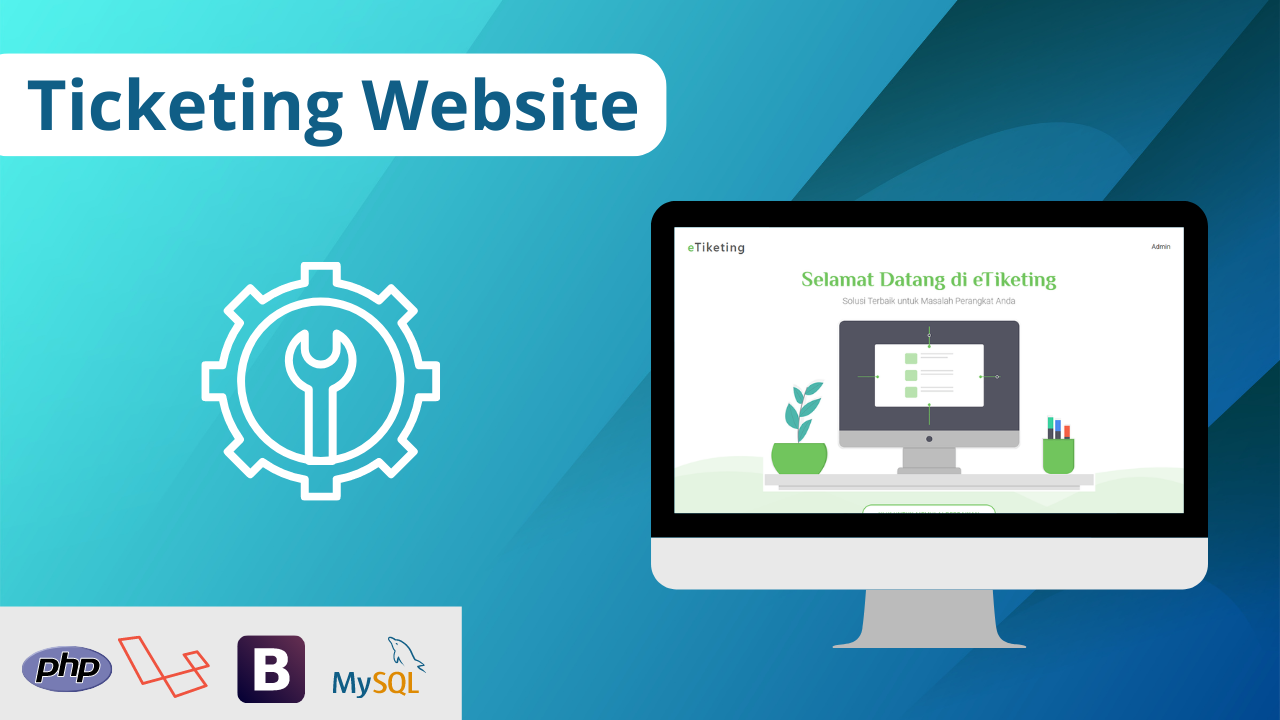 Ticketing Website
eTiketing
Admin
Selamat Datang di eTiketing
Solusi Terbaik untuk Masalah Perangkat Anda
php
B
MySQL